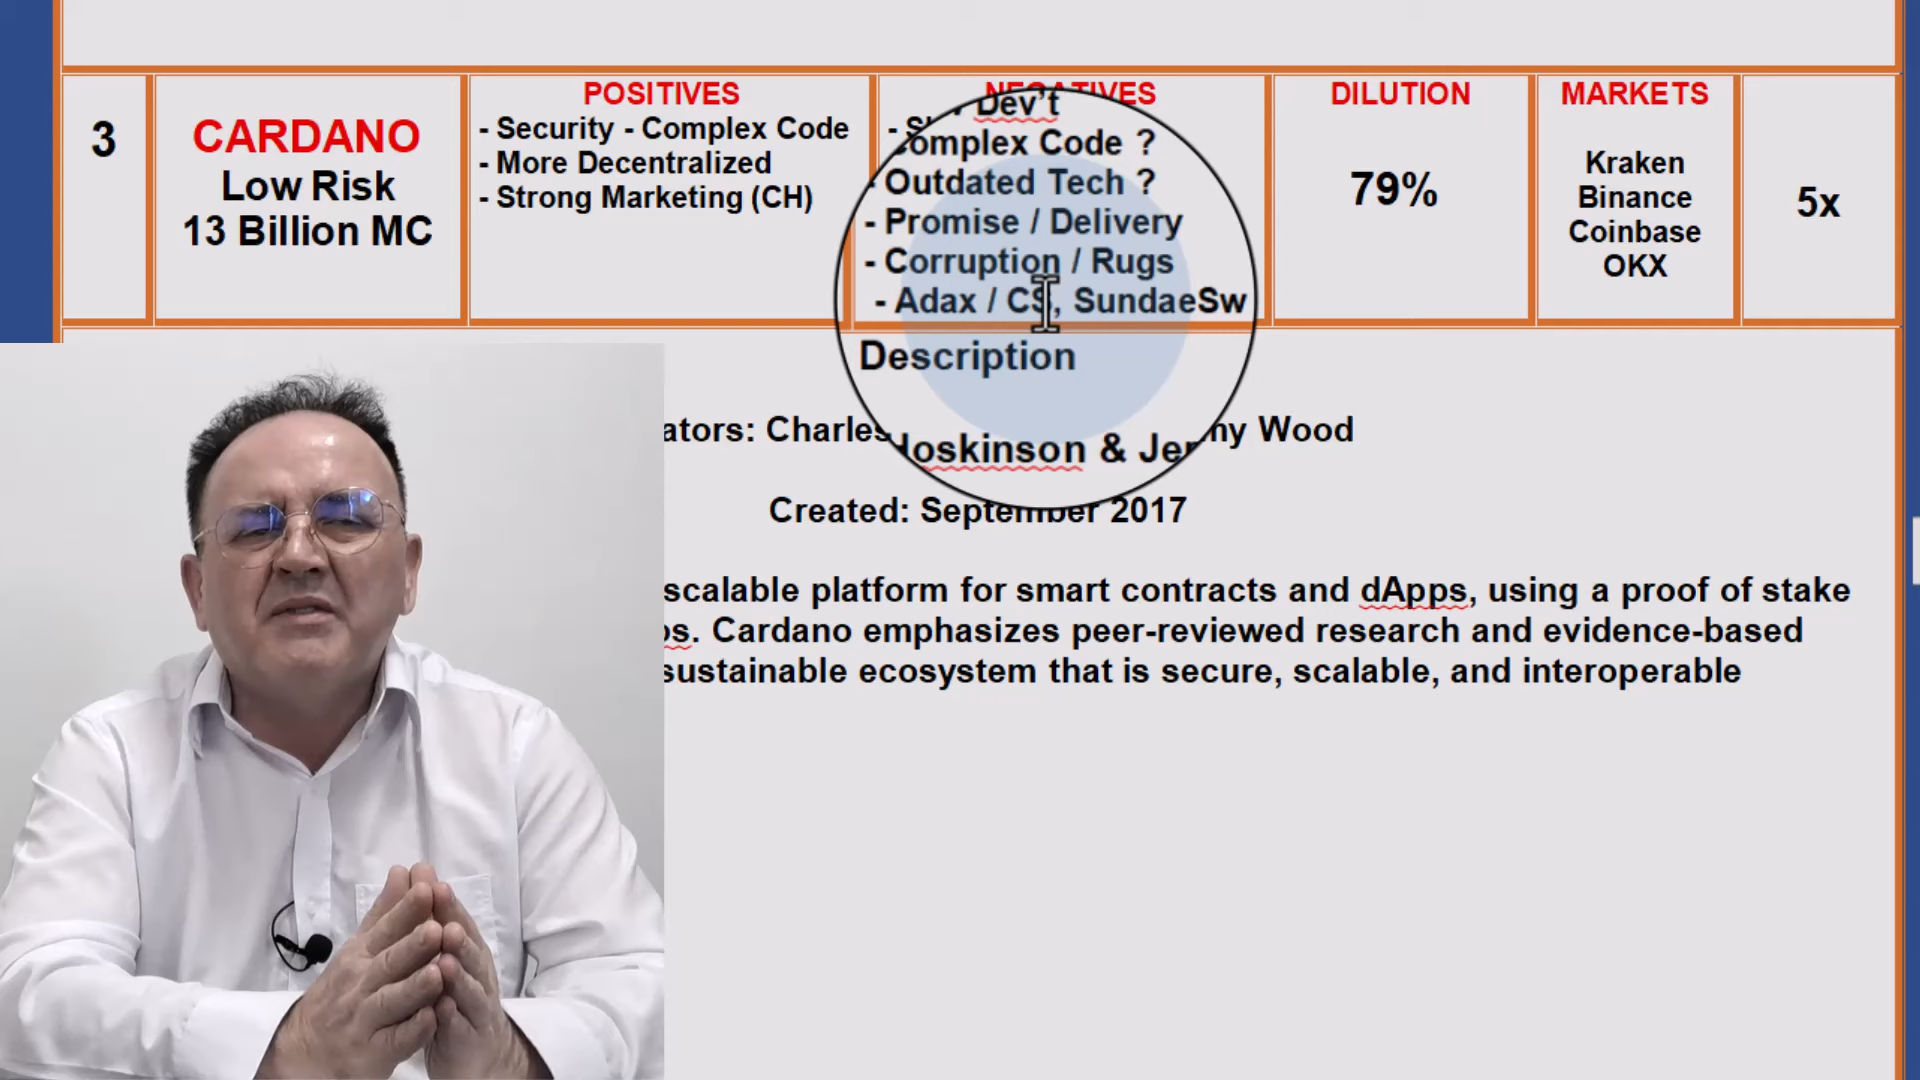 3
CARDANO
Low Risk
13 Billion MC
POSITIVES
- Security - Complex Code
- More Decentralized
- Strong Marketing (CH)
Dev't
Complex Code ?
- Outdated Tech ?
- Promise / Delivery
- Corruption / Rugs
- Adax / CS, SundaeSw
DILUTION
79%
MARKETS
Kraken
Binance
Coinbase
OKX
5x
Description
ators: Charles Hoskinson & Jeremy Wood
Created: September 2017
scalable platform for smart contracts and dApps, using a proof of stake
os. Cardano emphasizes peer-reviewed research and evidence-based
sustainable ecosystem that is secure, scalable, and interoperable